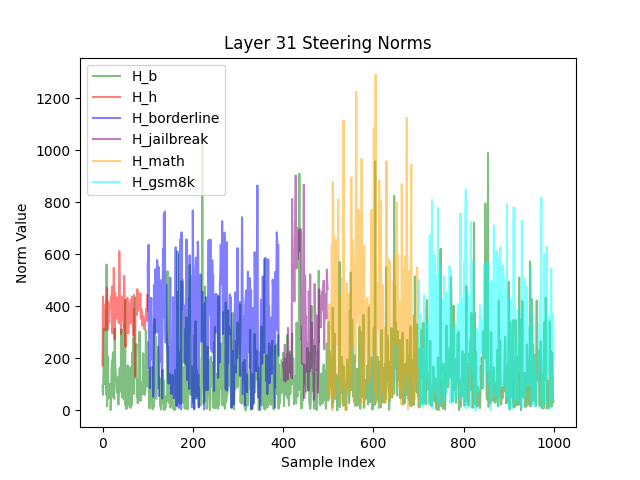 Layer 31 Steering Norms
H_b
H_h
H_borderline
H_jailbreak
H_math
H_gsm8k
Norm Value
1200
1000
800
600
400
200
0
0 200 400 600 800 1000
Sample Index